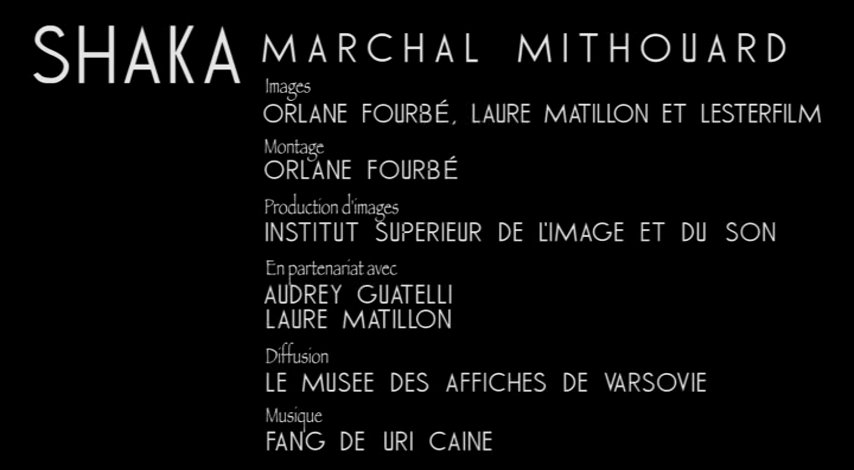 SHAKA MARCHAL MITHOUARD
Images
ORLANE FOURBÉ, LAURE MATILLON ET LESTERFILM
Montage
ORLANE FOURBÉ
Production d'images
INSTITUT SUPERIEUR DE L'IMAGE ET DU SON
En partenariat avec
AUDREY GUATELLI
LAURE MATILLON
Diffusion
LE MUSEE DES AFFICHES DE VARSOVIE
Musique
FANG DE URI CAINE